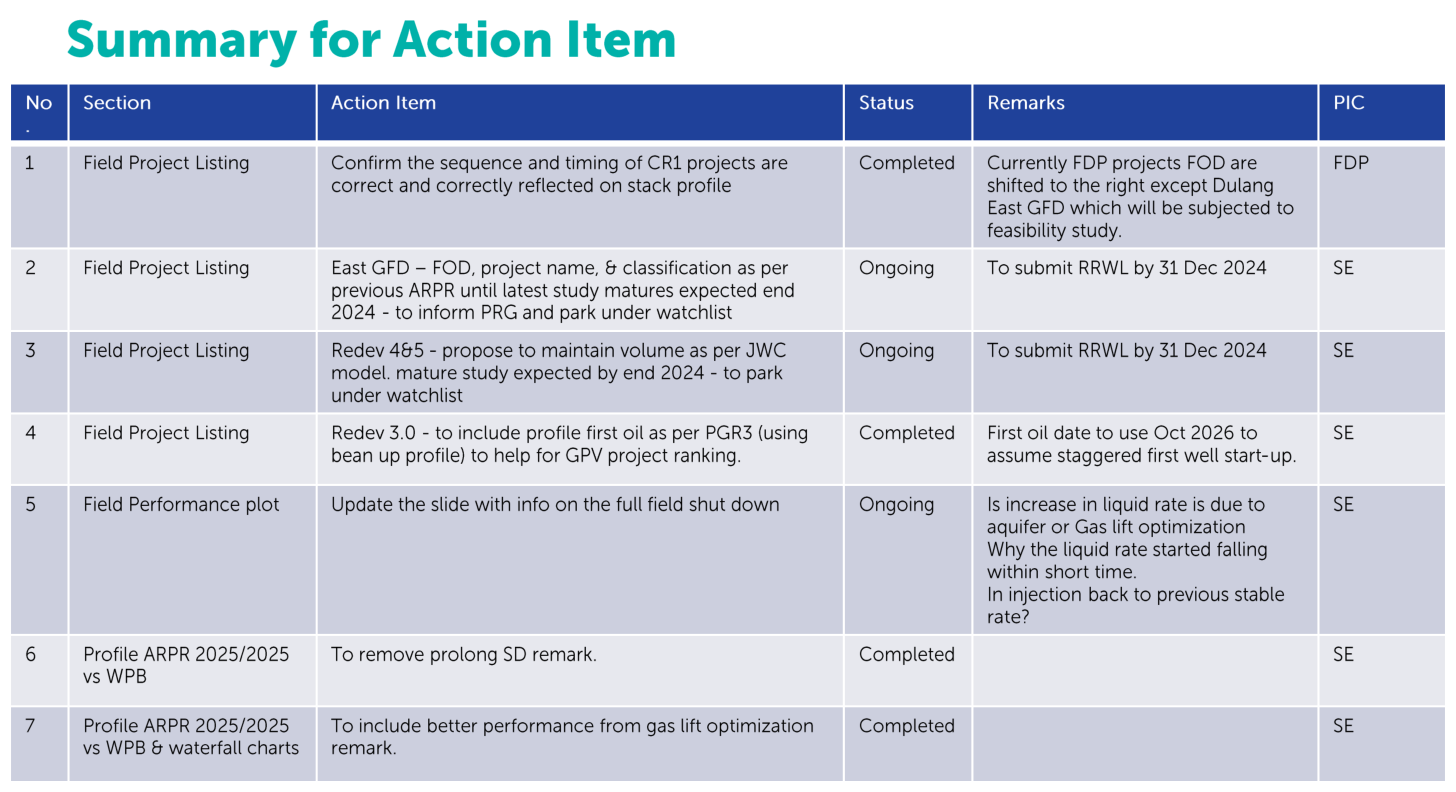 Summary for Action Item
No
.
Section
Action Item
Status
Remarks
PIC
1
Field Project Listing
Confirm the sequence and timing of CR1 projects are
correct and correctly reflected on stack profile
Completed
Currently FDP projects FOD are
shifted to the right except Dulang
East GFD which will be subjected to
feasibility study.
FDP
2
Field Project Listing
East GFD – FOD, project name, & classification as per
previous ARPR until latest study matures expected end
2024 - to inform PRG and park under watchlist
Ongoing
To submit RRWL by 31 Dec 2024
SE
3
Field Project Listing
Redev 4&5 - propose to maintain volume as per JWC
model. mature study expected by end 2024 - to park
under watchlist
Ongoing
To submit RRWL by 31 Dec 2024
SE
4
Field Project Listing
Redev 3.0 - to include profile first oil as per PGR3 (using
bean up profile) to help for GPV project ranking.
Completed
First oil date to use Oct 2026 to
assume staggered first well start-up.
SE
5
Field Performance plot
Update the slide with info on the full field shut down
Ongoing
Is increase in liquid rate is due to
aquifer or Gas lift optimization
Why the liquid rate started falling
within short time.
In injection back to previous stable
rate?
SE
6
Profile ARPR 2025/2025
vs WPB
To remove prolong SD remark.
Completed
SE
7
Profile ARPR 2025/2025
vs WPB & waterfall charts
To include better performance from gas lift optimization
remark.
Completed
SE